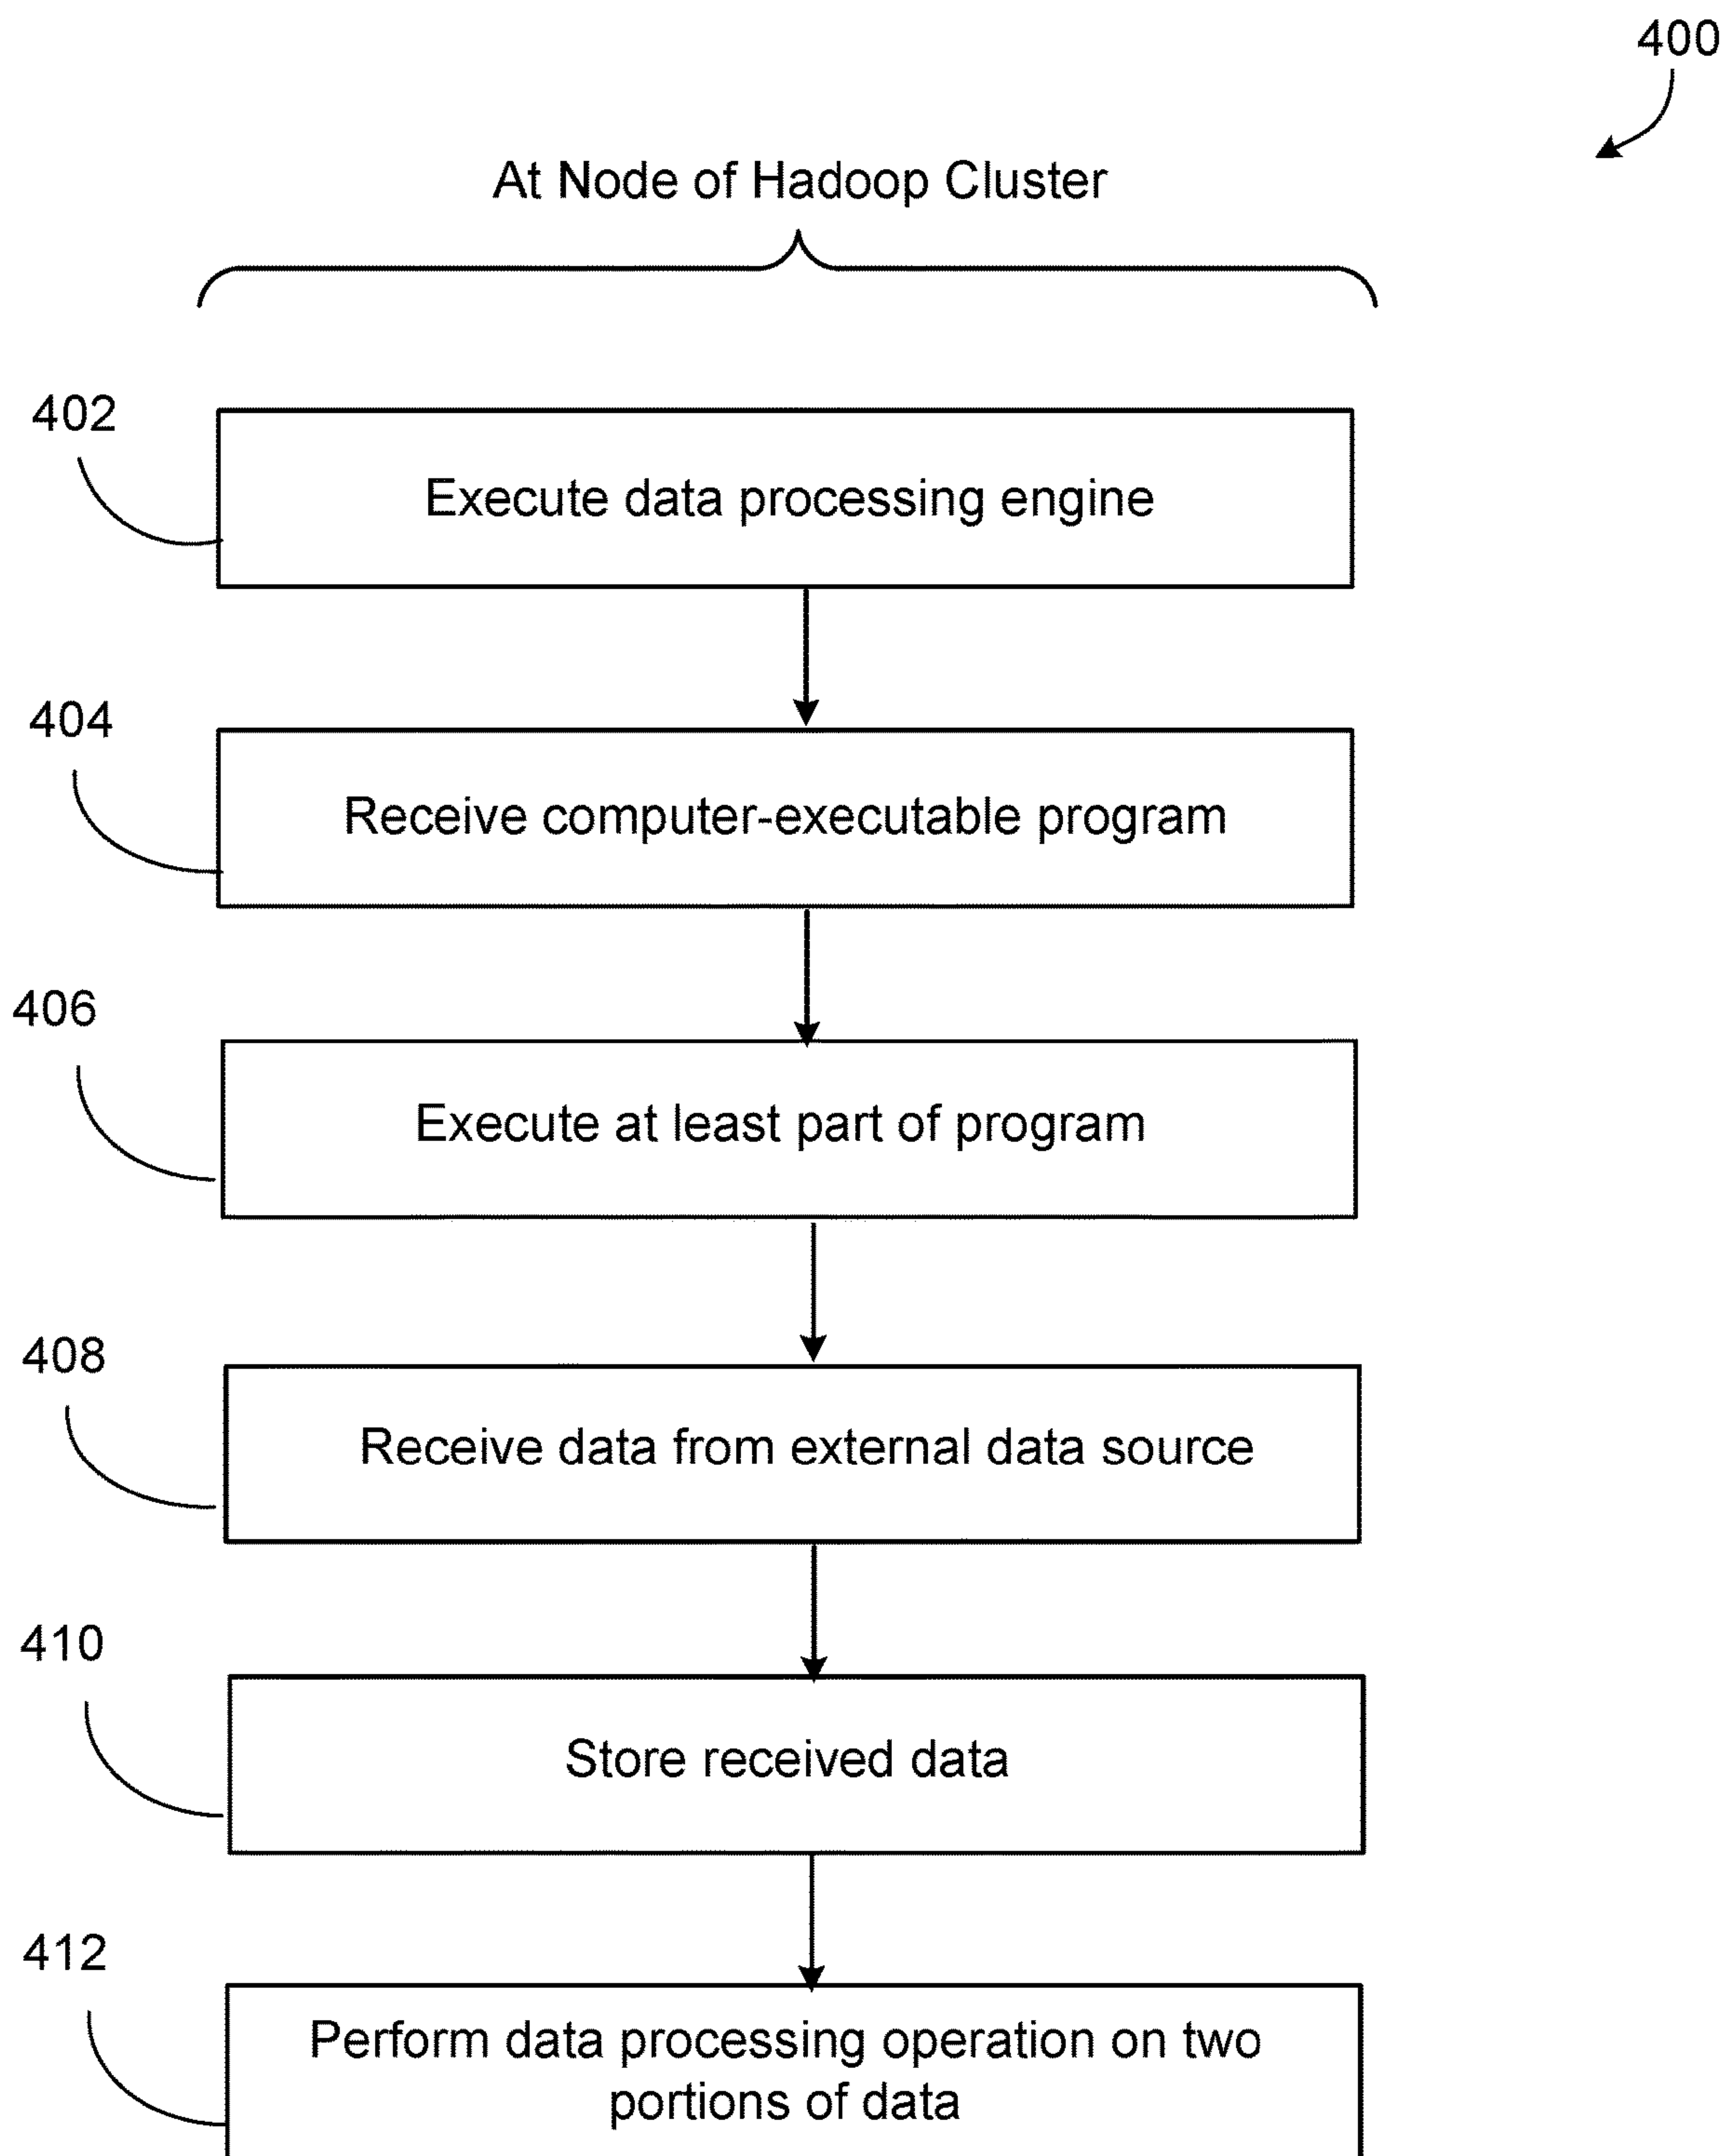 400
At Node of Hadoop Cluster
402
Execute data processing engine
404
Receive computer-executable program
406
Execute at least part of program
408
Receive data from external data source
410
Store received data
412
Perform data processing operation on two
portions of data